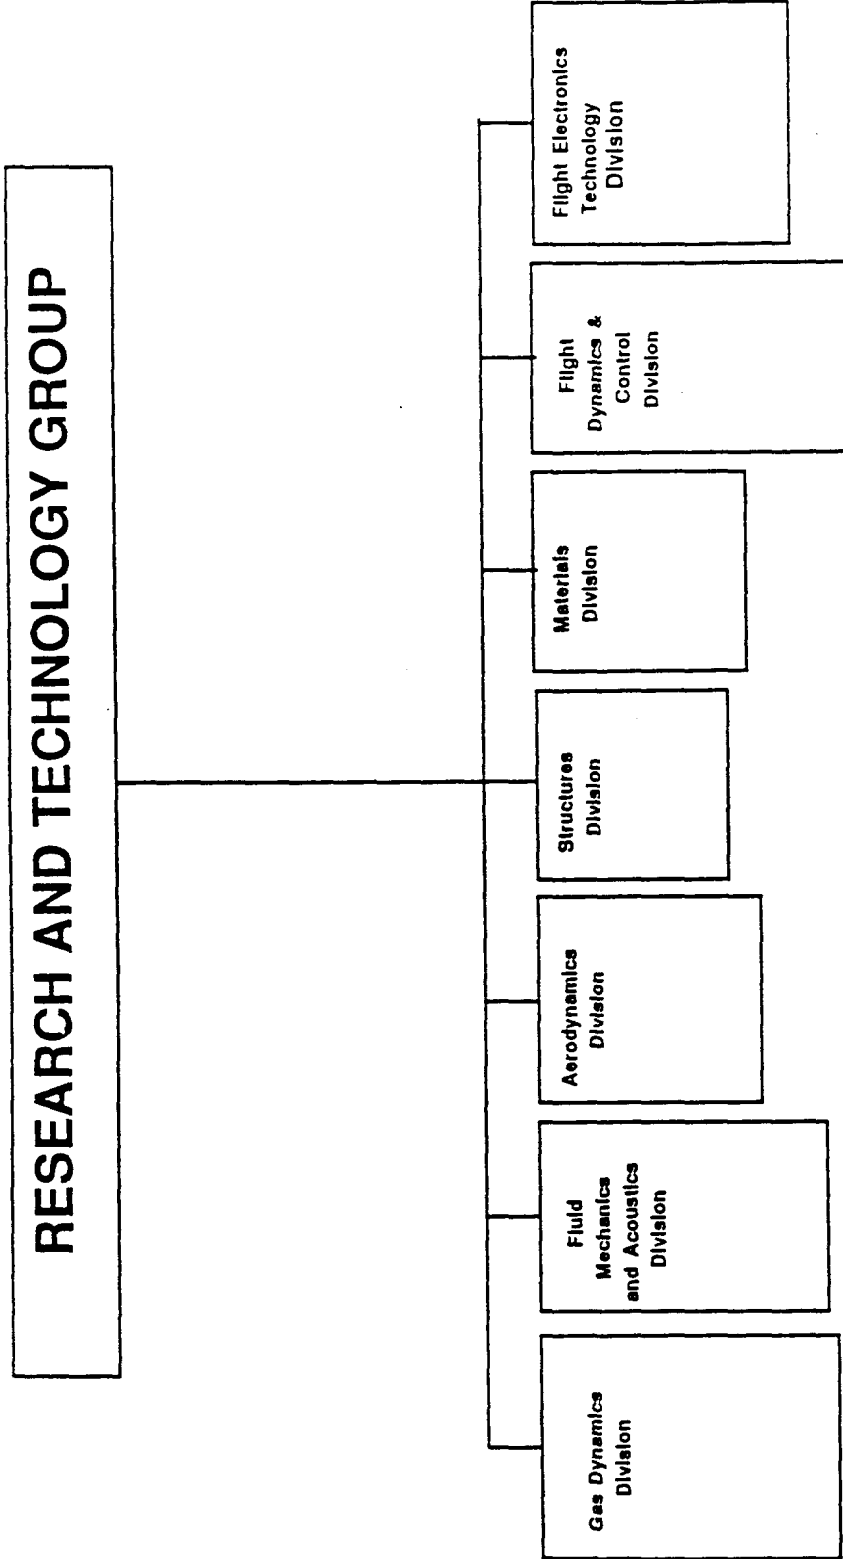 RESEARCH AND TECHNOLOGY GROUP
Gas Dynamics
Division
Fluid
Mechanics
and Acoustics
Division
Aerodynamics
Division
Structures
Division
Materials
Division
Flight
Dynamics &
Control
Division
Flight Electronics
Technology
Division